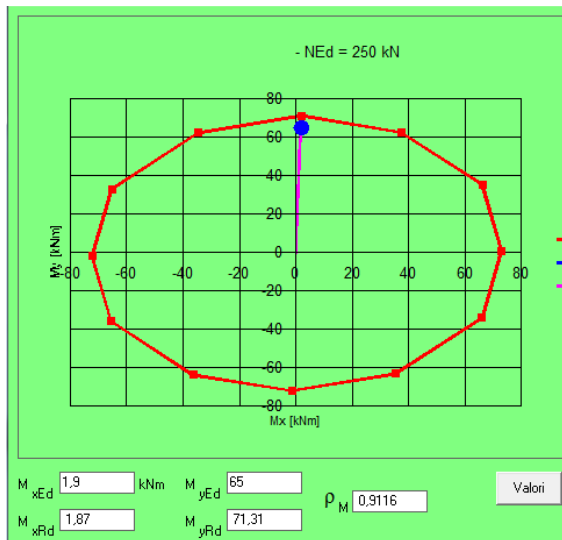 - NEd = 250 kN
80
60
40
20
0
-20
-40
-60
-80
-80 -60 -40 -20 0 20 40 60 80
My [kNm]
Mx [kNm]
M xEd 1,9 kNm M yEd 65
M xRd 1,87 M yRd 71,31
ρ M 0,9116
Valori